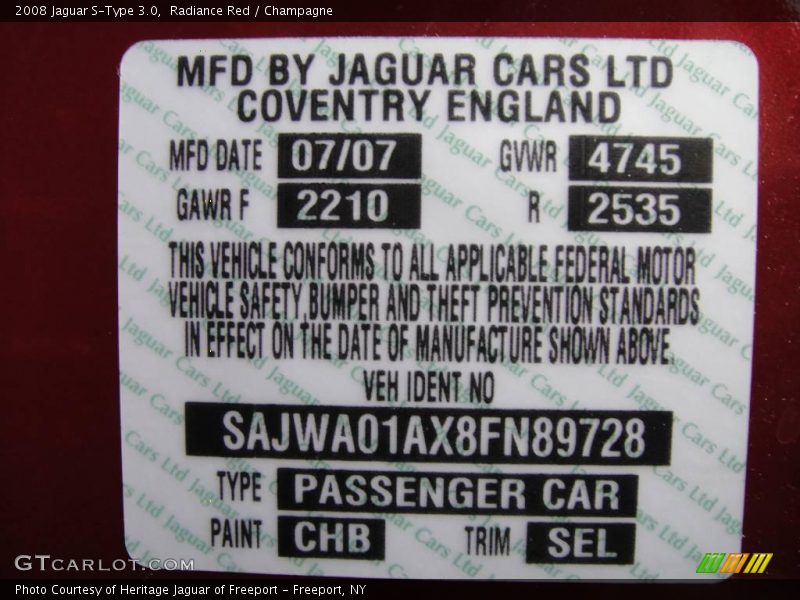 2008 Jaguar S-Type 3.0,  Radiance Red / Champagne
MFD BY JAGUAR CARS LTD
COVENTRY ENGLAND
MFD DATE 07/07 GVWR 4745
GAWR F 2210 R 2535
THIS VEHICLE CONFORMS TO ALL APPLICABLE FEDERAL MOTOR
VEHICLE SAFETY,BUMPER AND THEFT PREVENTION STANDARDS
IN EFFECT ON THE DATE OF MANUFACTURE SHOWN ABOVE.
VEH IDENT NO
SAJWA01AX8FN89728
TYPE PASSENGER CAR
PAINT CHB TRIM SEL
GTcarlot.com
Photo Courtesy of Heritage Jaguar of Freeport - Freeport, NY